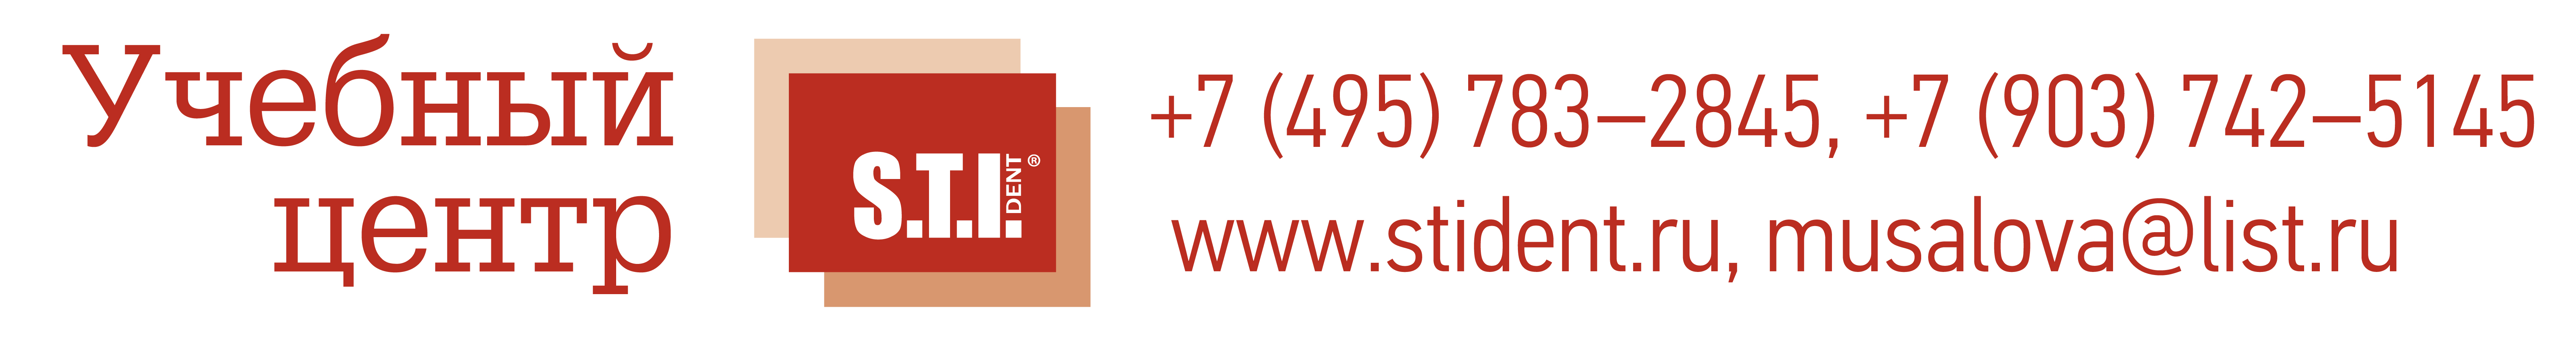 Учебный
центр
S.T.I. DENT ®
+7 (495) 783–2845, +7 (903) 742–5145
www.stident.ru, musalova@list.ru